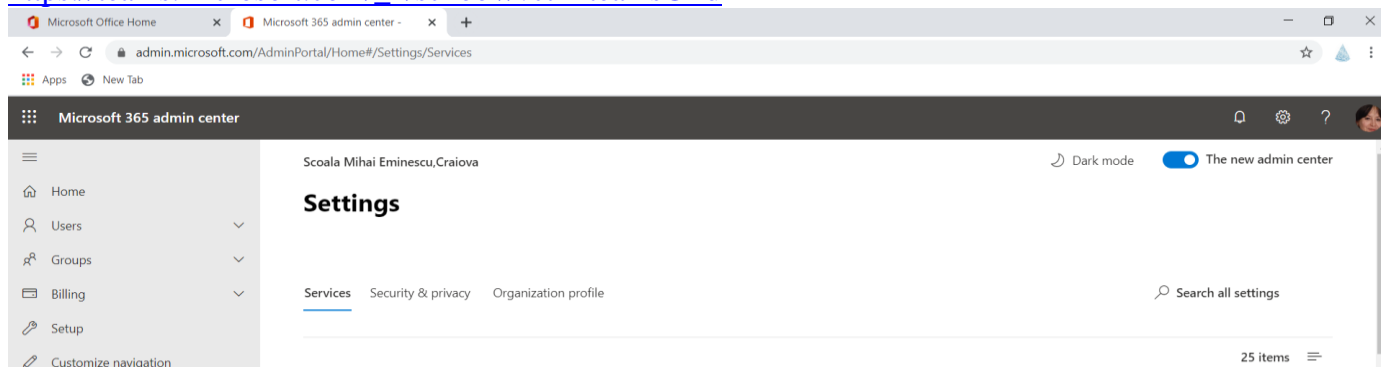 Microsoft Office Home
Microsoft 365 admin center -
admin.microsoft.com/AdminPortal/Home#/Settings/Services
Apps New Tab
Microsoft 365 admin center
Scoala Mihai Eminescu,Craiova
Dark mode
The new admin center
Home
Settings
Users
Groups
Billing
Services Security & privacy Organization profile
Search all settings
Setup
Customize navigation
25 items